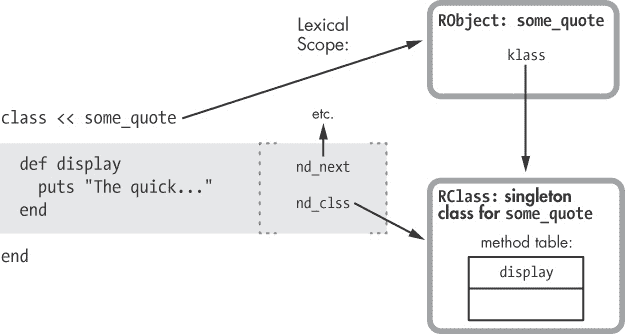 Lexical
Scope:
RObject: some_quote
klass
class << some_quote
etc.
def display
puts "The quick..."
end
nd_next
nd_clss
end
RClass: singleton
class for some_quote
method table:
display